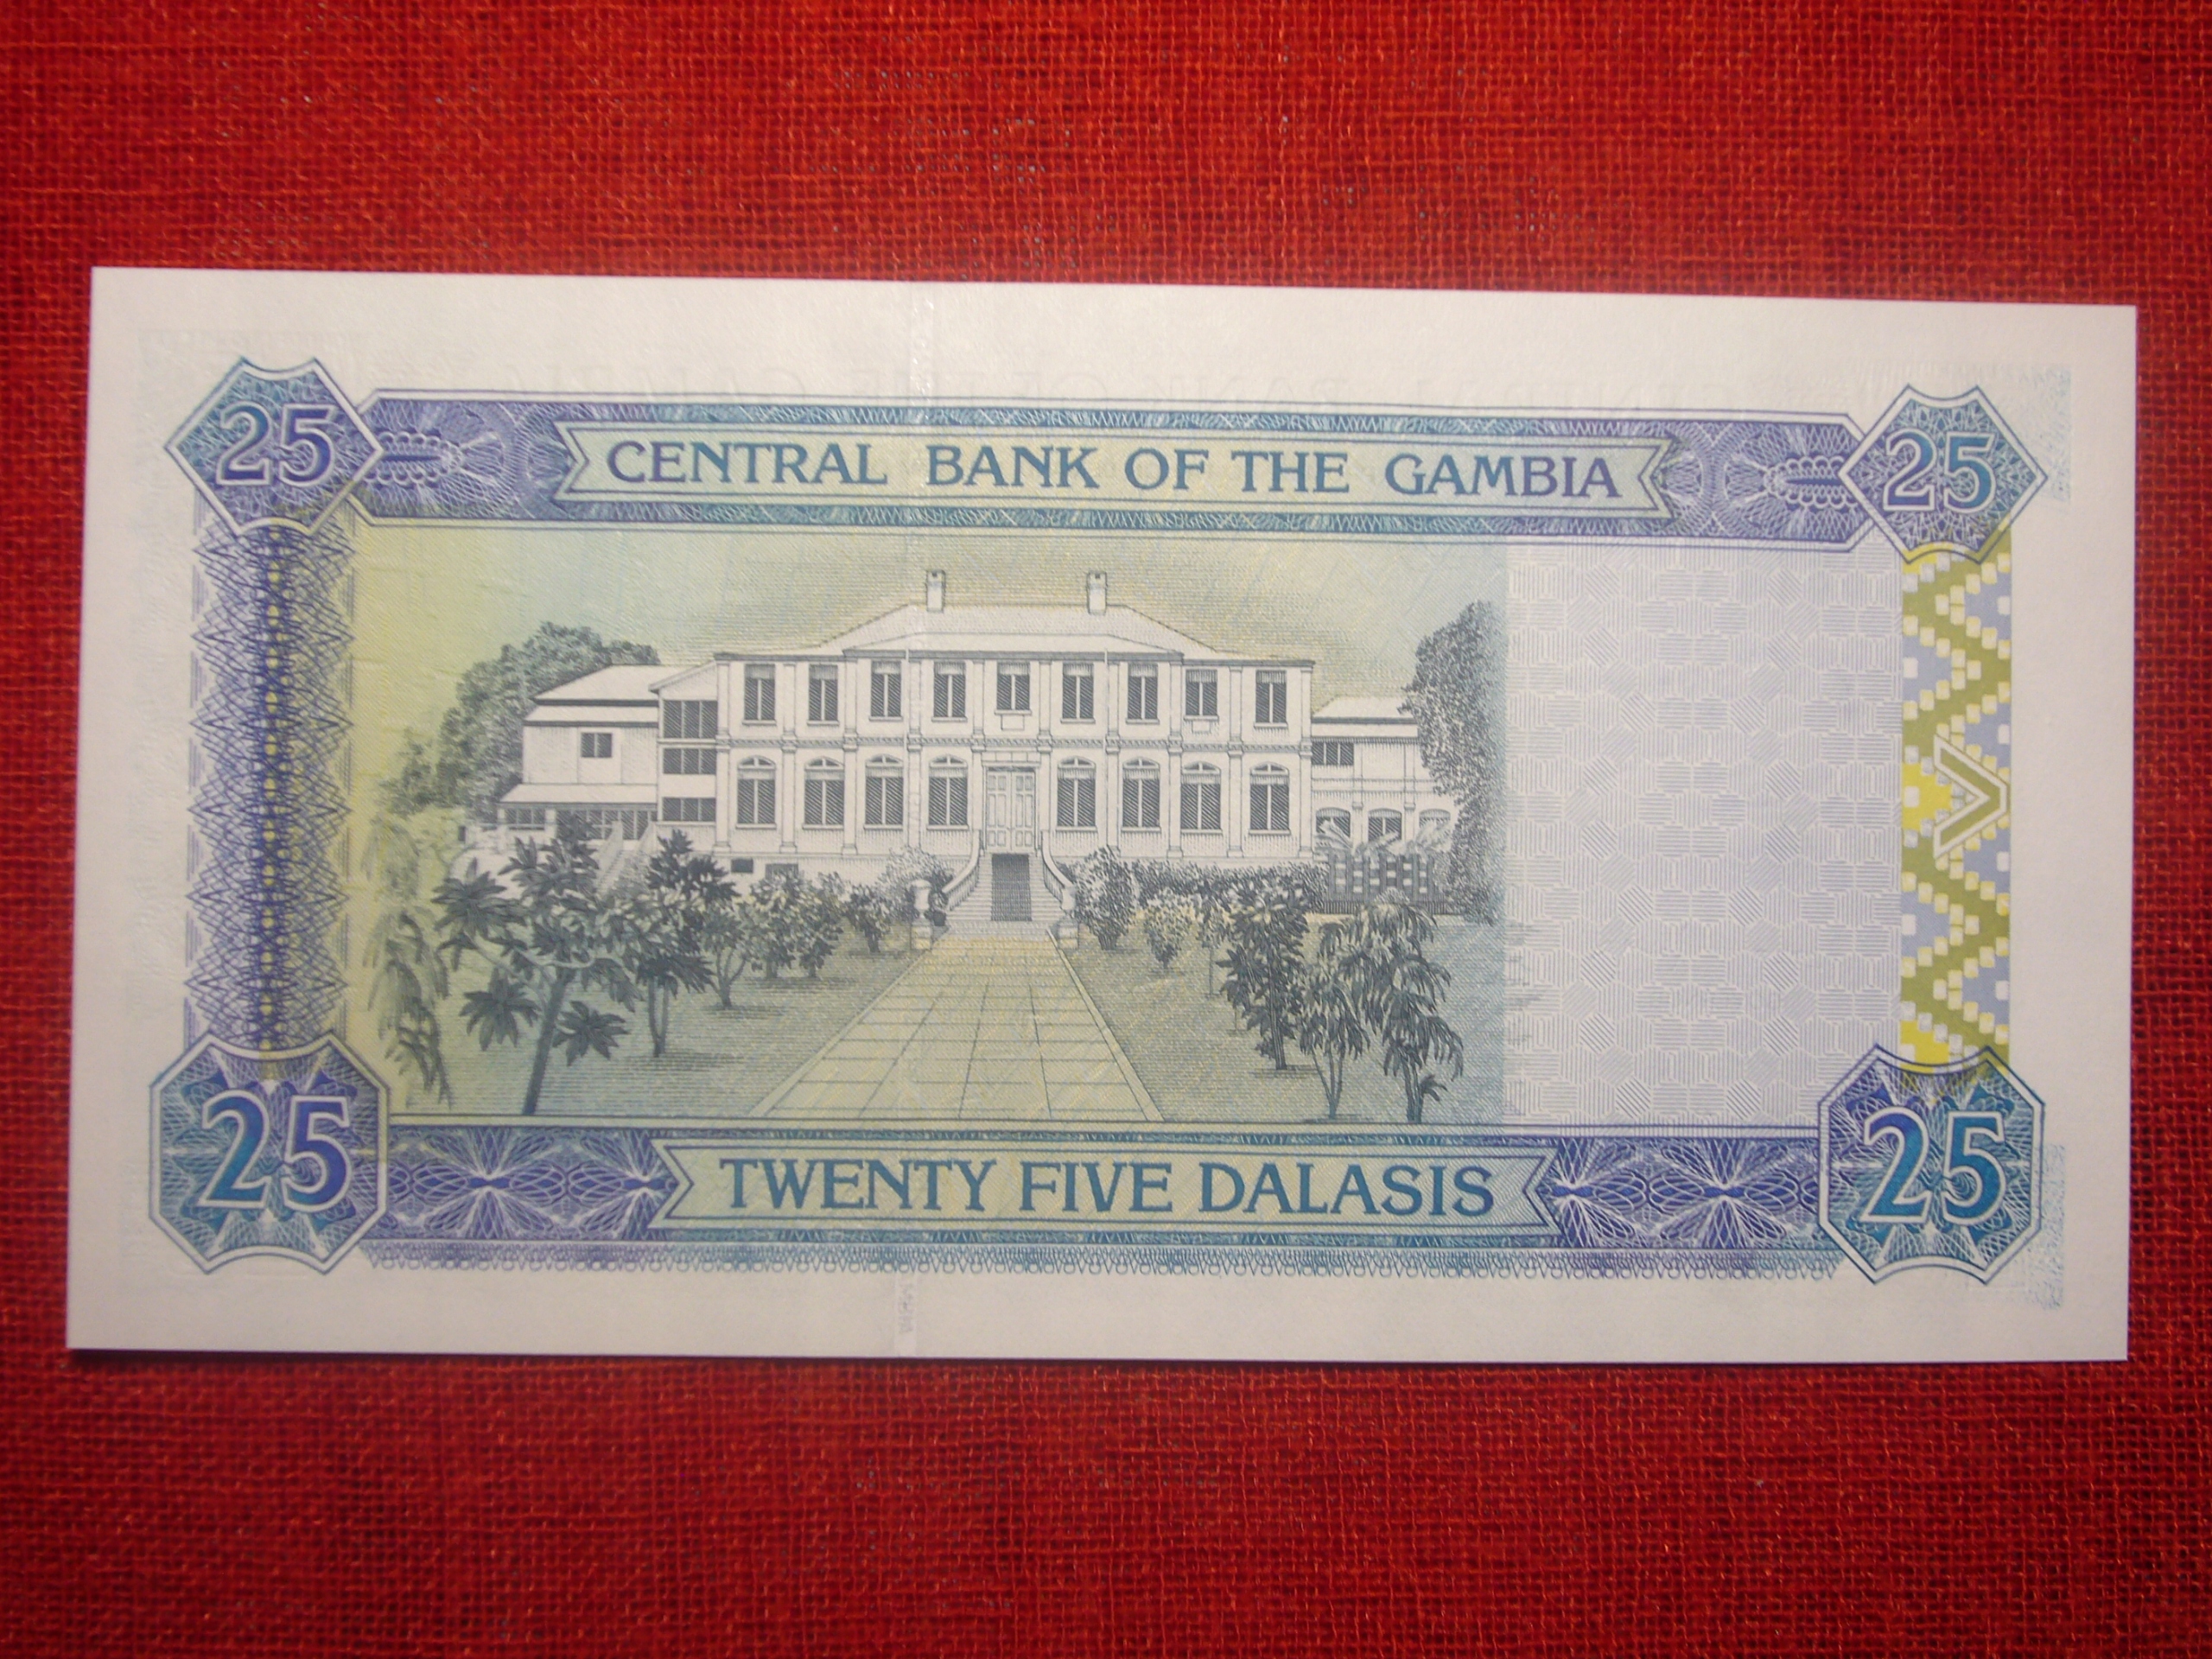 25 CENTRAL BANK OF THE GAMBIA 25
25 TWENTY FIVE DALASIS 25